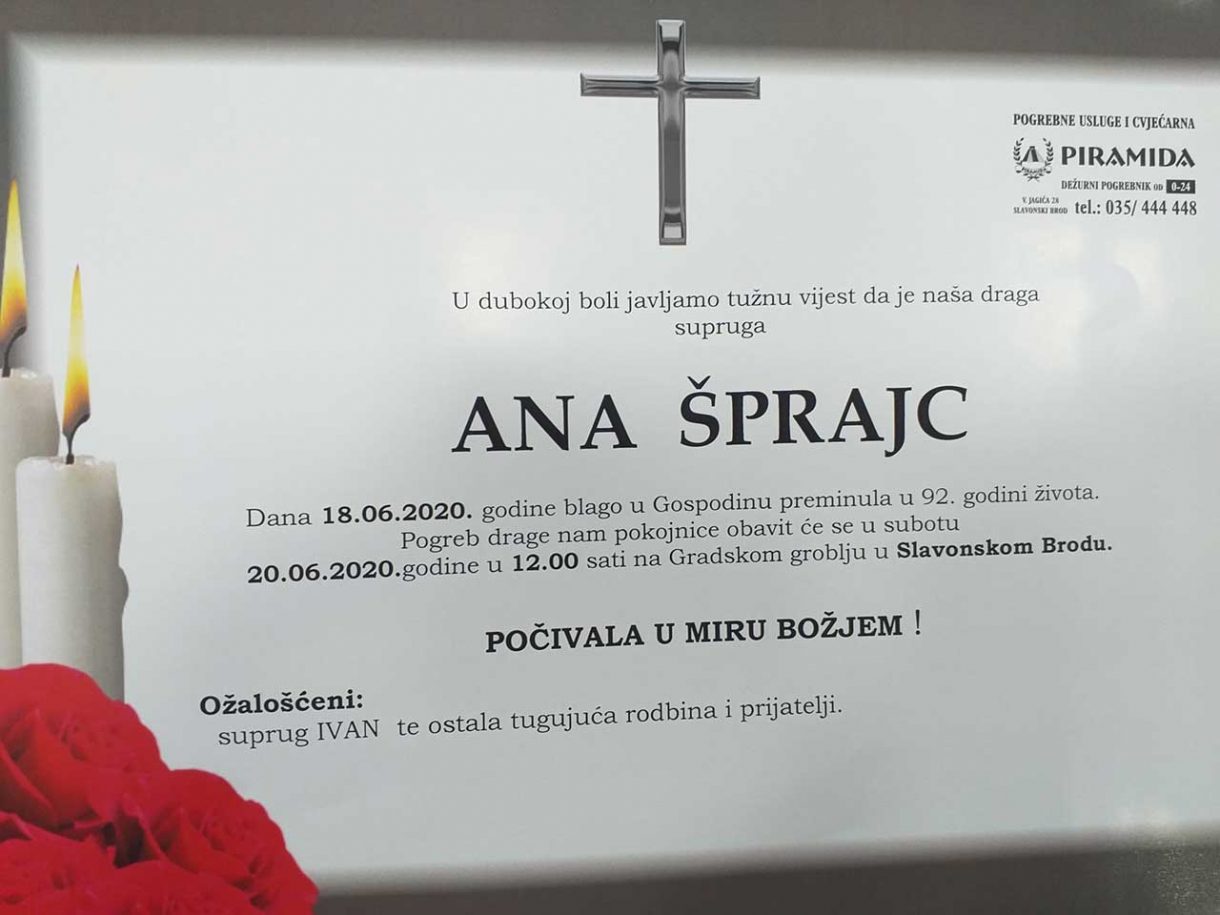 POGREBNE USLUGE I CVJEĆARNA
PIRAMIDA
DEŽURNI POGREBNIK OD 0-24
V. JAGIĆA 28
SLAVONSKI BROD tel.: 035/ 444 448
U dubokoj boli javljamo tužnu vijest da je naša draga
supruga
ANA ŠPRAJC
Dana 18.06.2020. godine blago u Gospodinu preminula u 92. godini života.
Pogreb drage nam pokojnice obavit će se u subotu
20.06.2020.godine u 12.00 sati na Gradskom groblju u Slavonskom Brodu.
POČIVALA U MIRU BOŽJEM !
Ožalošćeni:
suprug IVAN te ostala tugujuća rodbina i prijatelji.